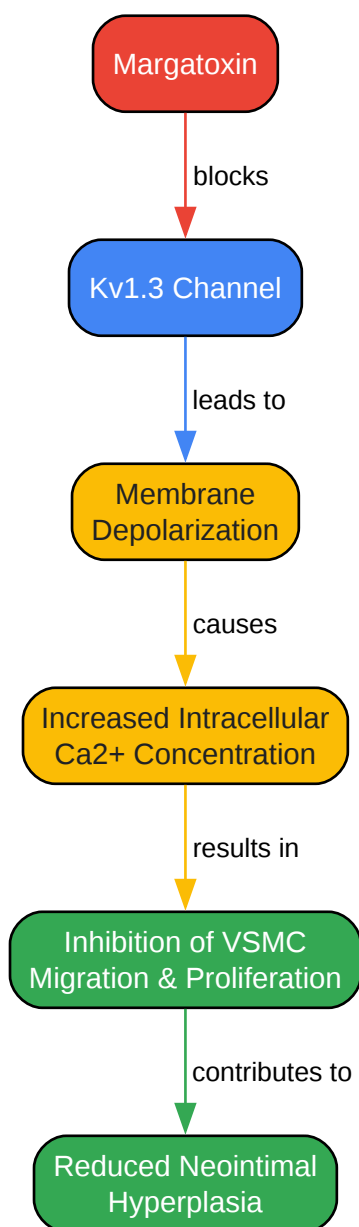 Margatoxin
blocks
Kv1.3 Channel
leads to
Membrane
Depolarization
causes
Increased Intracellular
Ca2+ Concentration
results in
Inhibition of VSMC
Migration & Proliferation
contributes to
Reduced Neointimal
Hyperplasia